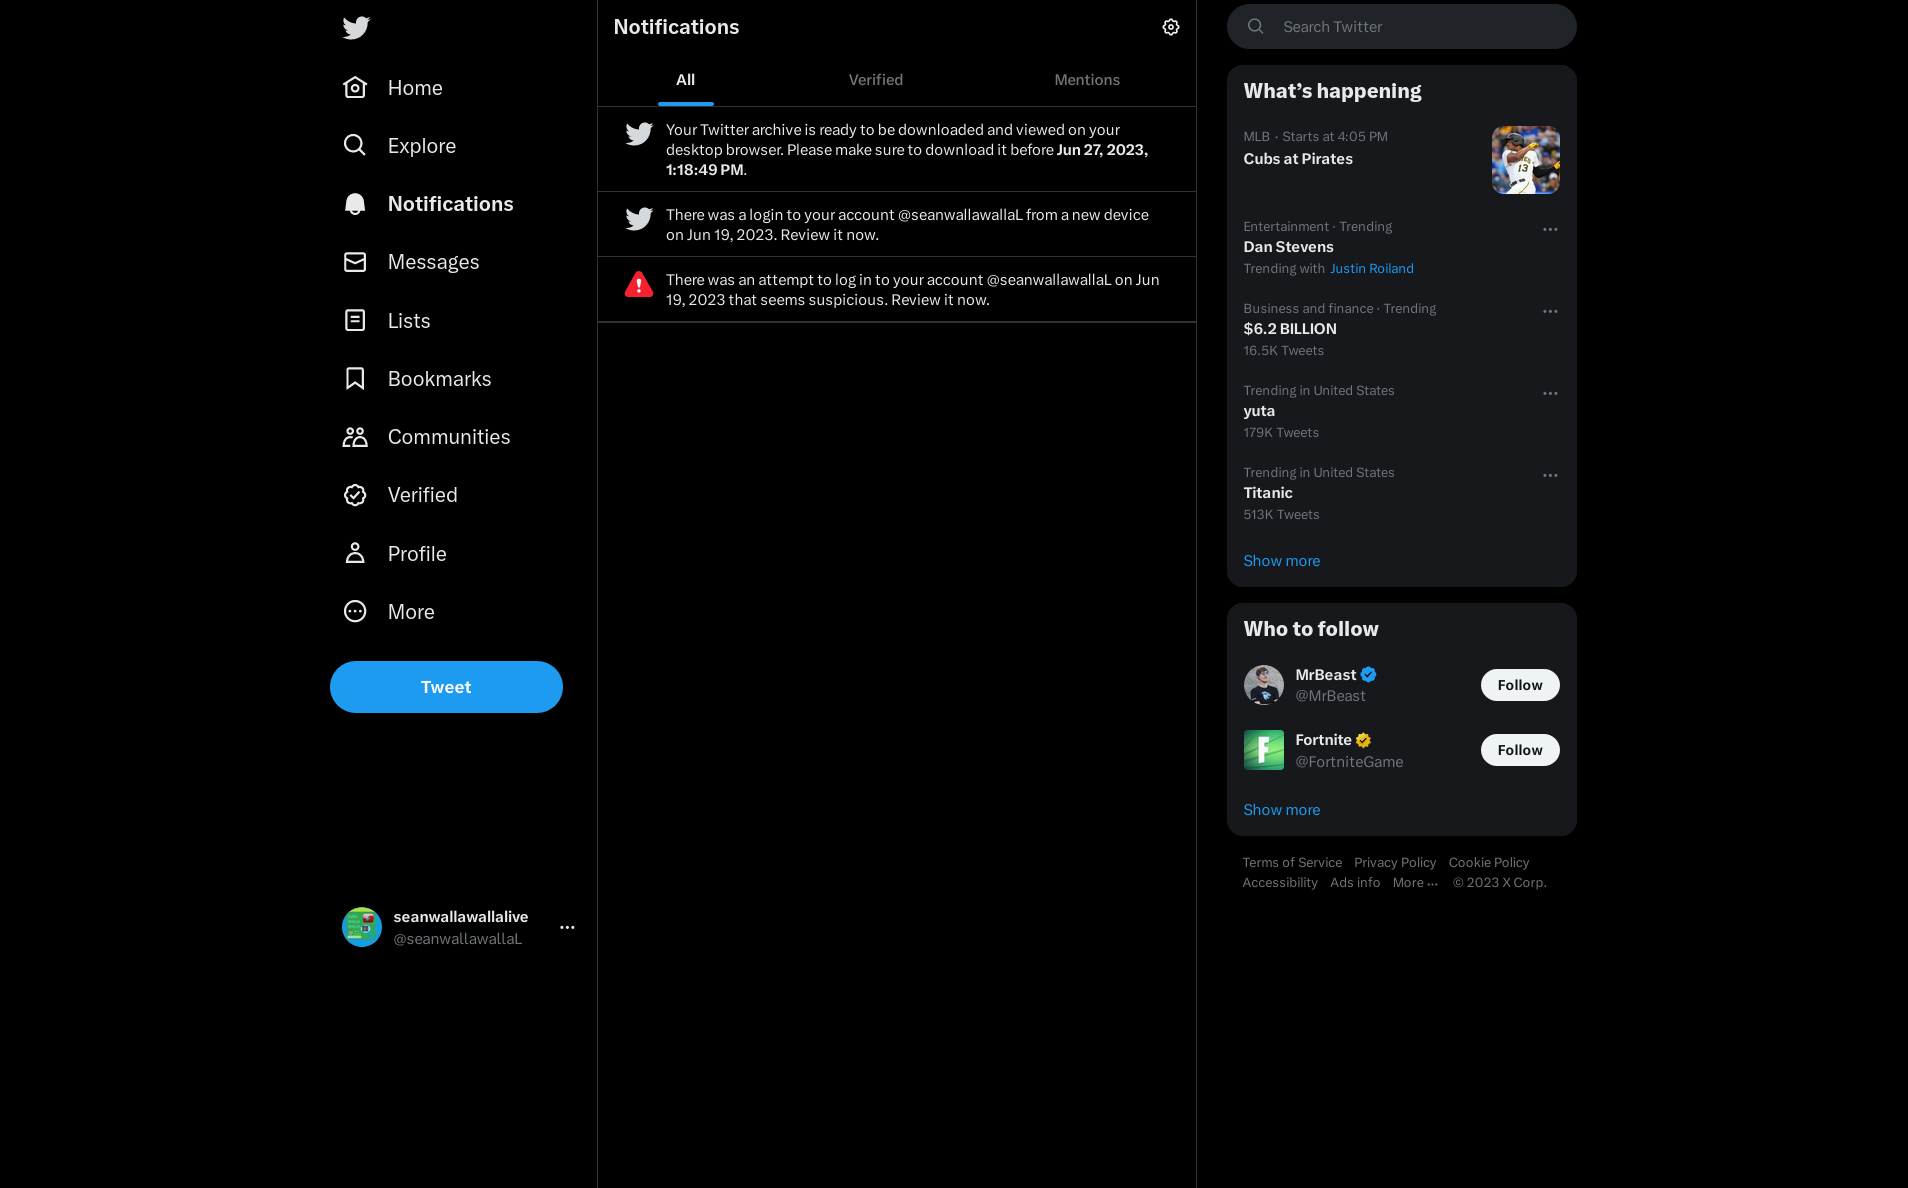 Home
Explore
Notifications
Messages
Lists
Bookmarks
Communities
Verified
Profile
More
Tweet
seanwallawallalive
@seanwallawallaL
Notifications
All
Verified
Mentions
Your Twitter archive is ready to be downloaded and viewed on your
desktop browser. Please make sure to download it before Jun 27, 2023,
1:18:49 PM.
There was a login to your account @seanwallawallaL from a new device
on Jun 19, 2023. Review it now.
There was an attempt to log in to your account @seanwallawallaL on Jun
19, 2023 that seems suspicious. Review it now.
Search Twitter
What’s happening
MLB · Starts at 4:05 PM
Cubs at Pirates
13
Entertainment · Trending
Dan Stevens
Trending with Justin Roiland
Business and finance · Trending
$6.2 BILLION
16.5K Tweets
Trending in United States
yuta
179K Tweets
Trending in United States
Titanic
513K Tweets
Show more
Who to follow
MrBeast
@MrBeast
Follow
F
Fortnite
@FortniteGame
Follow
Show more
Terms of Service Privacy Policy Cookie Policy
Accessibility Ads info More ··· © 2023 X Corp.